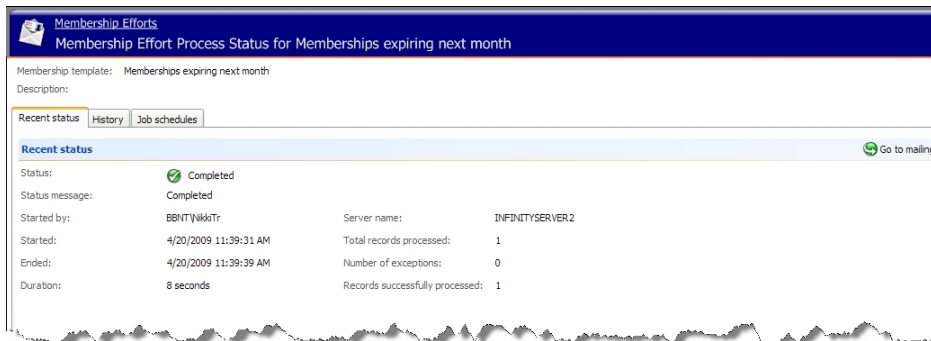 Membership Efforts
Membership Effort Process Status for Memberships expiring next month
Membership template: Memberships expiring next month
Description:
Recent status History Job schedules
Recent status Go to mailing
Status: Completed
Status message: Completed
Started by: BBNT\NikkiTr Server name: INFINITYSERVER2
Started: 4/20/2009 11:39:31 AM Total records processed: 1
Ended: 4/20/2009 11:39:39 AM Number of exceptions: 0
Duration: 8 seconds Records successfully processed: 1